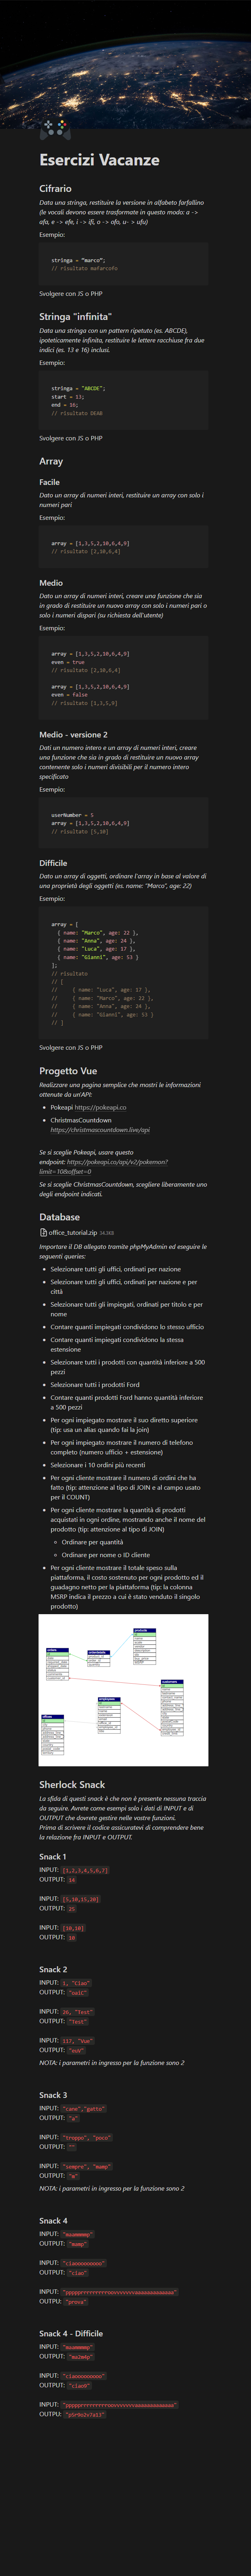 Esercizi Vacanze
Cifrario
Data una stringa, restituire la versione in alfabeto farfallino
(le vocali devono essere trasformate in questo modo: a ->
afa, e -> efe, i -> ifi, o -> ofo, u- > ufu)
Esempio:
stringa = "marco";
// risultato mafarcofo
Svolgere con JS o PHP
Stringa "infinita"
Data una stringa con un pattern ripetuto (es. ABCDE),
ipoteticamente infinita, restituire le lettere racchiuse fra due
indici (es. 13 e 16) inclusi.
Esempio:
stringa = "ABCDE";
start = 13;
end = 16;
// risultato DEAB
Svolgere con JS o PHP
Array
Facile
Dato un array di numeri interi, restituire un array con solo i
numeri pari
Esempio:
array = [1,3,5,2,10,6,4,9]
// risultato [2,10,6,4]
Medio
Dato un array di numeri interi, creare una funzione che sia
in grado di restituire un nuovo array con solo i numeri pari o
solo i numeri dispari (su richiesta dell'utente)
Esempio:
array = [1,3,5,2,10,6,4,9]
even = true
// risultato [2,10,6,4]
array = [1,3,5,2,10,6,4,9]
even = false
// risultato [1,3,5,9]
Medio - versione 2
Dati un numero intero e un array di numeri interi, creare
una funzione che sia in grado di restituire un nuovo array
contenente solo i numeri divisibili per il numero intero
specificato
Esempio:
userNumber = 5
array = [1,3,5,2,10,6,4,9]
// risultato [5,10]
Difficile
Dato un array di oggetti, ordinare l'array in base al valore di
una proprietà degli oggetti (es. name: "Marco", age: 22)
Esempio:
array = [
{ name: "Marco", age: 22 },
{ name: "Anna", age: 24 },
{ name: "Luca", age: 17 },
{ name: "Gianni", age: 53 }
];
// risultato
// [
// { name: "Luca", age: 17 },
// { name: "Marco", age: 22 },
// { name: "Anna", age: 24 },
// { name: "Gianni", age: 53 }
// ]
Svolgere con JS o PHP
Progetto Vue
Realizzare una pagina semplice che mostri le informazioni
ottenute da un'API:
• Pokeapi https://pokeapi.co
• ChristmasCountdown
https://christmascountdown.live/api
Se si sceglie Pokeapi, usare questo
endpoint: https://pokeapi.co/api/v2/pokemon?
limit=10&offset=0
Se si sceglie ChristmasCountdown, scegliere liberamente uno
degli endpoint indicati.
Database
office_tutorial.zip
Importare il DB allegato tramite phpMyAdmin ed eseguire le
seguenti queries:
• Selezionare tutti gli uffici, ordinati per nazione
• Selezionare tutti gli uffici, ordinati per nazione e per
città
• Selezionare tutti gli impiegati, ordinati per titolo e per
nome
• Contare quanti impiegati condividono lo stesso ufficio
• Contare quanti impiegati condividono la stessa
estensione
• Selezionare tutti i prodotti con quantità inferiore a 500
pezzi
• Selezionare tutti i prodotti Ford
• Contare quanti prodotti Ford hanno quantità inferiore
a 500 pezzi
• Per ogni impiegato mostrare il suo diretto superiore
(tip: usa un alias quando fai la join)
• Per ogni impiegato mostrare il numero di telefono
completo (numero ufficio + estensione)
• Selezionare i 10 ordini più recenti
• Per ogni cliente mostrare il numero di ordini che ha
fatto (tip: attenzione al tipo di JOIN e al campo usato
per il COUNT)
• Per ogni cliente mostrare la quantità di prodotti
acquistati in ogni ordine, mostrando anche il nome del
prodotto (tip: attenzione al tipo di JOIN)
◦ Ordinare per quantità
◦ Ordinare per nome o ID cliente
• Per ogni cliente mostrare il totale speso sulla
piattaforma, il costo sostenuto per ogni prodotto ed il
guadagno netto per la piattaforma (tip: la colonna
MSRP indica il prezzo a cui è stato venduto il singolo
prodotto)
products
orders
orderdetails
customers
employees
offices
Sherlock Snack
La sfida di questi snack è che non è presente nessuna traccia
da seguire. Avrete come esempi solo i dati di INPUT e di
OUTPUT che dovrete gestire nelle vostre funzioni.
Prima di scrivere il codice assicuratevi di comprendere bene
la relazione fra INPUT e OUTPUT.
Snack 1
INPUT: [1,2,3,4,5,6,7]
OUTPUT: 14
INPUT: [5,10,15,20]
OUTPUT: 25
INPUT: [10,10]
OUTPUT: 10
Snack 2
INPUT: 1, "Ciao"
OUTPUT: "oaiC"
INPUT: 26, "Test"
OUTPUT: "Test"
INPUT: 117, "Vue"
OUTPUT: "euV"
NOTA: i parametri in ingresso per la funzione sono 2
Snack 3
INPUT: "cane","gatto"
OUTPUT: "a"
INPUT: "troppo", "poco"
OUTPUT: ""
INPUT: "sempre", "mamy"
OUTPUT: "m"
NOTA: i parametri in ingresso per la funzione sono 2
Snack 4
INPUT:
OUTPUT: "mamy"
INPUT:
OUTPUT: "ciao"
INPUT:
OUTPU: "prova"
Snack 4 - Difficile
INPUT:
OUTPUT:
INPUT:
OUTPUT: "ciao9"
INPUT:
OUTPU: